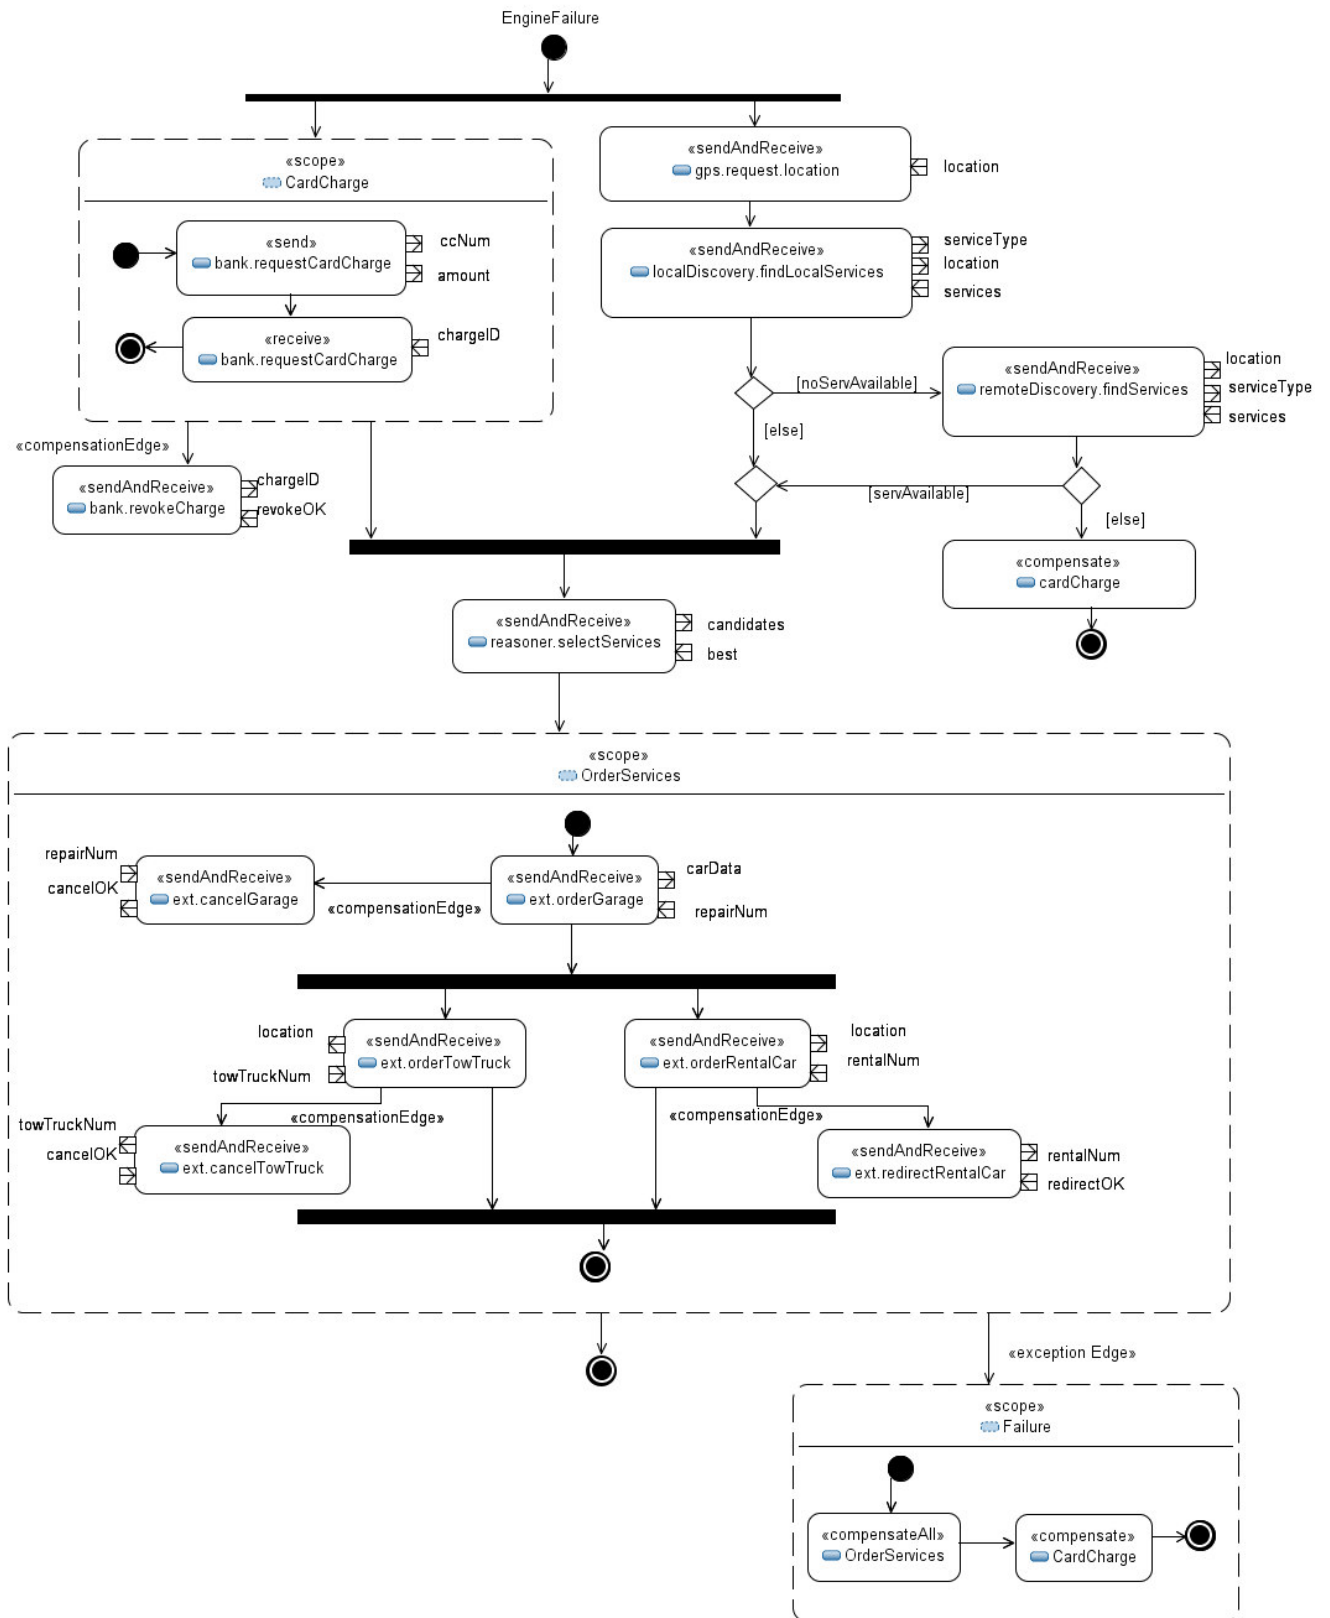 EngineFailure
«scope»
CardCharge
«send»
bank.requestCardCharge
ccNum
amount
«receive»
bank.requestCardCharge
chargeID
«compensationEdge»
«sendAndReceive»
bank.revokeCharge
chargeID
revokeOK
«sendAndReceive»
gps.request.location
location
«sendAndReceive»
localDiscovery.findLocalServices
serviceType
location
services
[noServAvailable]
[else]
«sendAndReceive»
remoteDiscovery.findServices
location
serviceType
services
[servAvailable]
[else]
«compensate»
cardCharge
«sendAndReceive»
reasoner.selectServices
candidates
best
«scope»
OrderServices
repairNum
cancelOK
«sendAndReceive»
ext.cancelGarage
«compensationEdge»
«sendAndReceive»
ext.orderGarage
carData
repairNum
location
towTruckNum
«sendAndReceive»
ext.orderTowTruck
«sendAndReceive»
ext.orderRentalCar
location
rentalNum
towTruckNum
cancelOK
«compensationEdge»
«sendAndReceive»
ext.cancelTowTruck
«compensationEdge»
«sendAndReceive»
ext.redirectRentalCar
rentalNum
redirectOK
«exception Edge»
«scope»
Failure
«compensateAll»
OrderServices
«compensate»
CardCharge